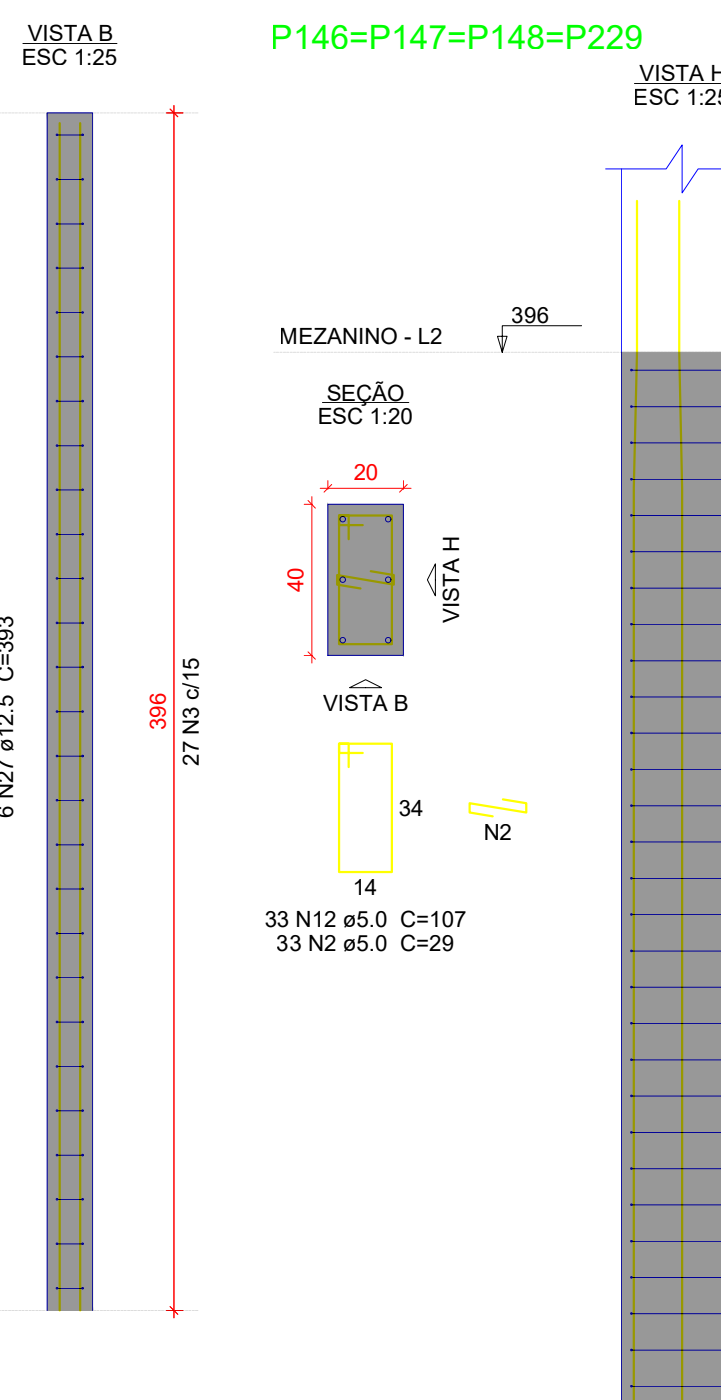 VISTA B
ESC 1:25
P146=P147=P148=P229
VISTA H
ESC 1:25
396
MEZANINO - L2
SEÇÃO
ESC 1:20
20
40
VISTA H
VISTA B
6 N27 ø12.5 C=393
396
27 N3 c/15
34
N2
14
33 N12 ø5.0 C=107
33 N2 ø5.0 C=29